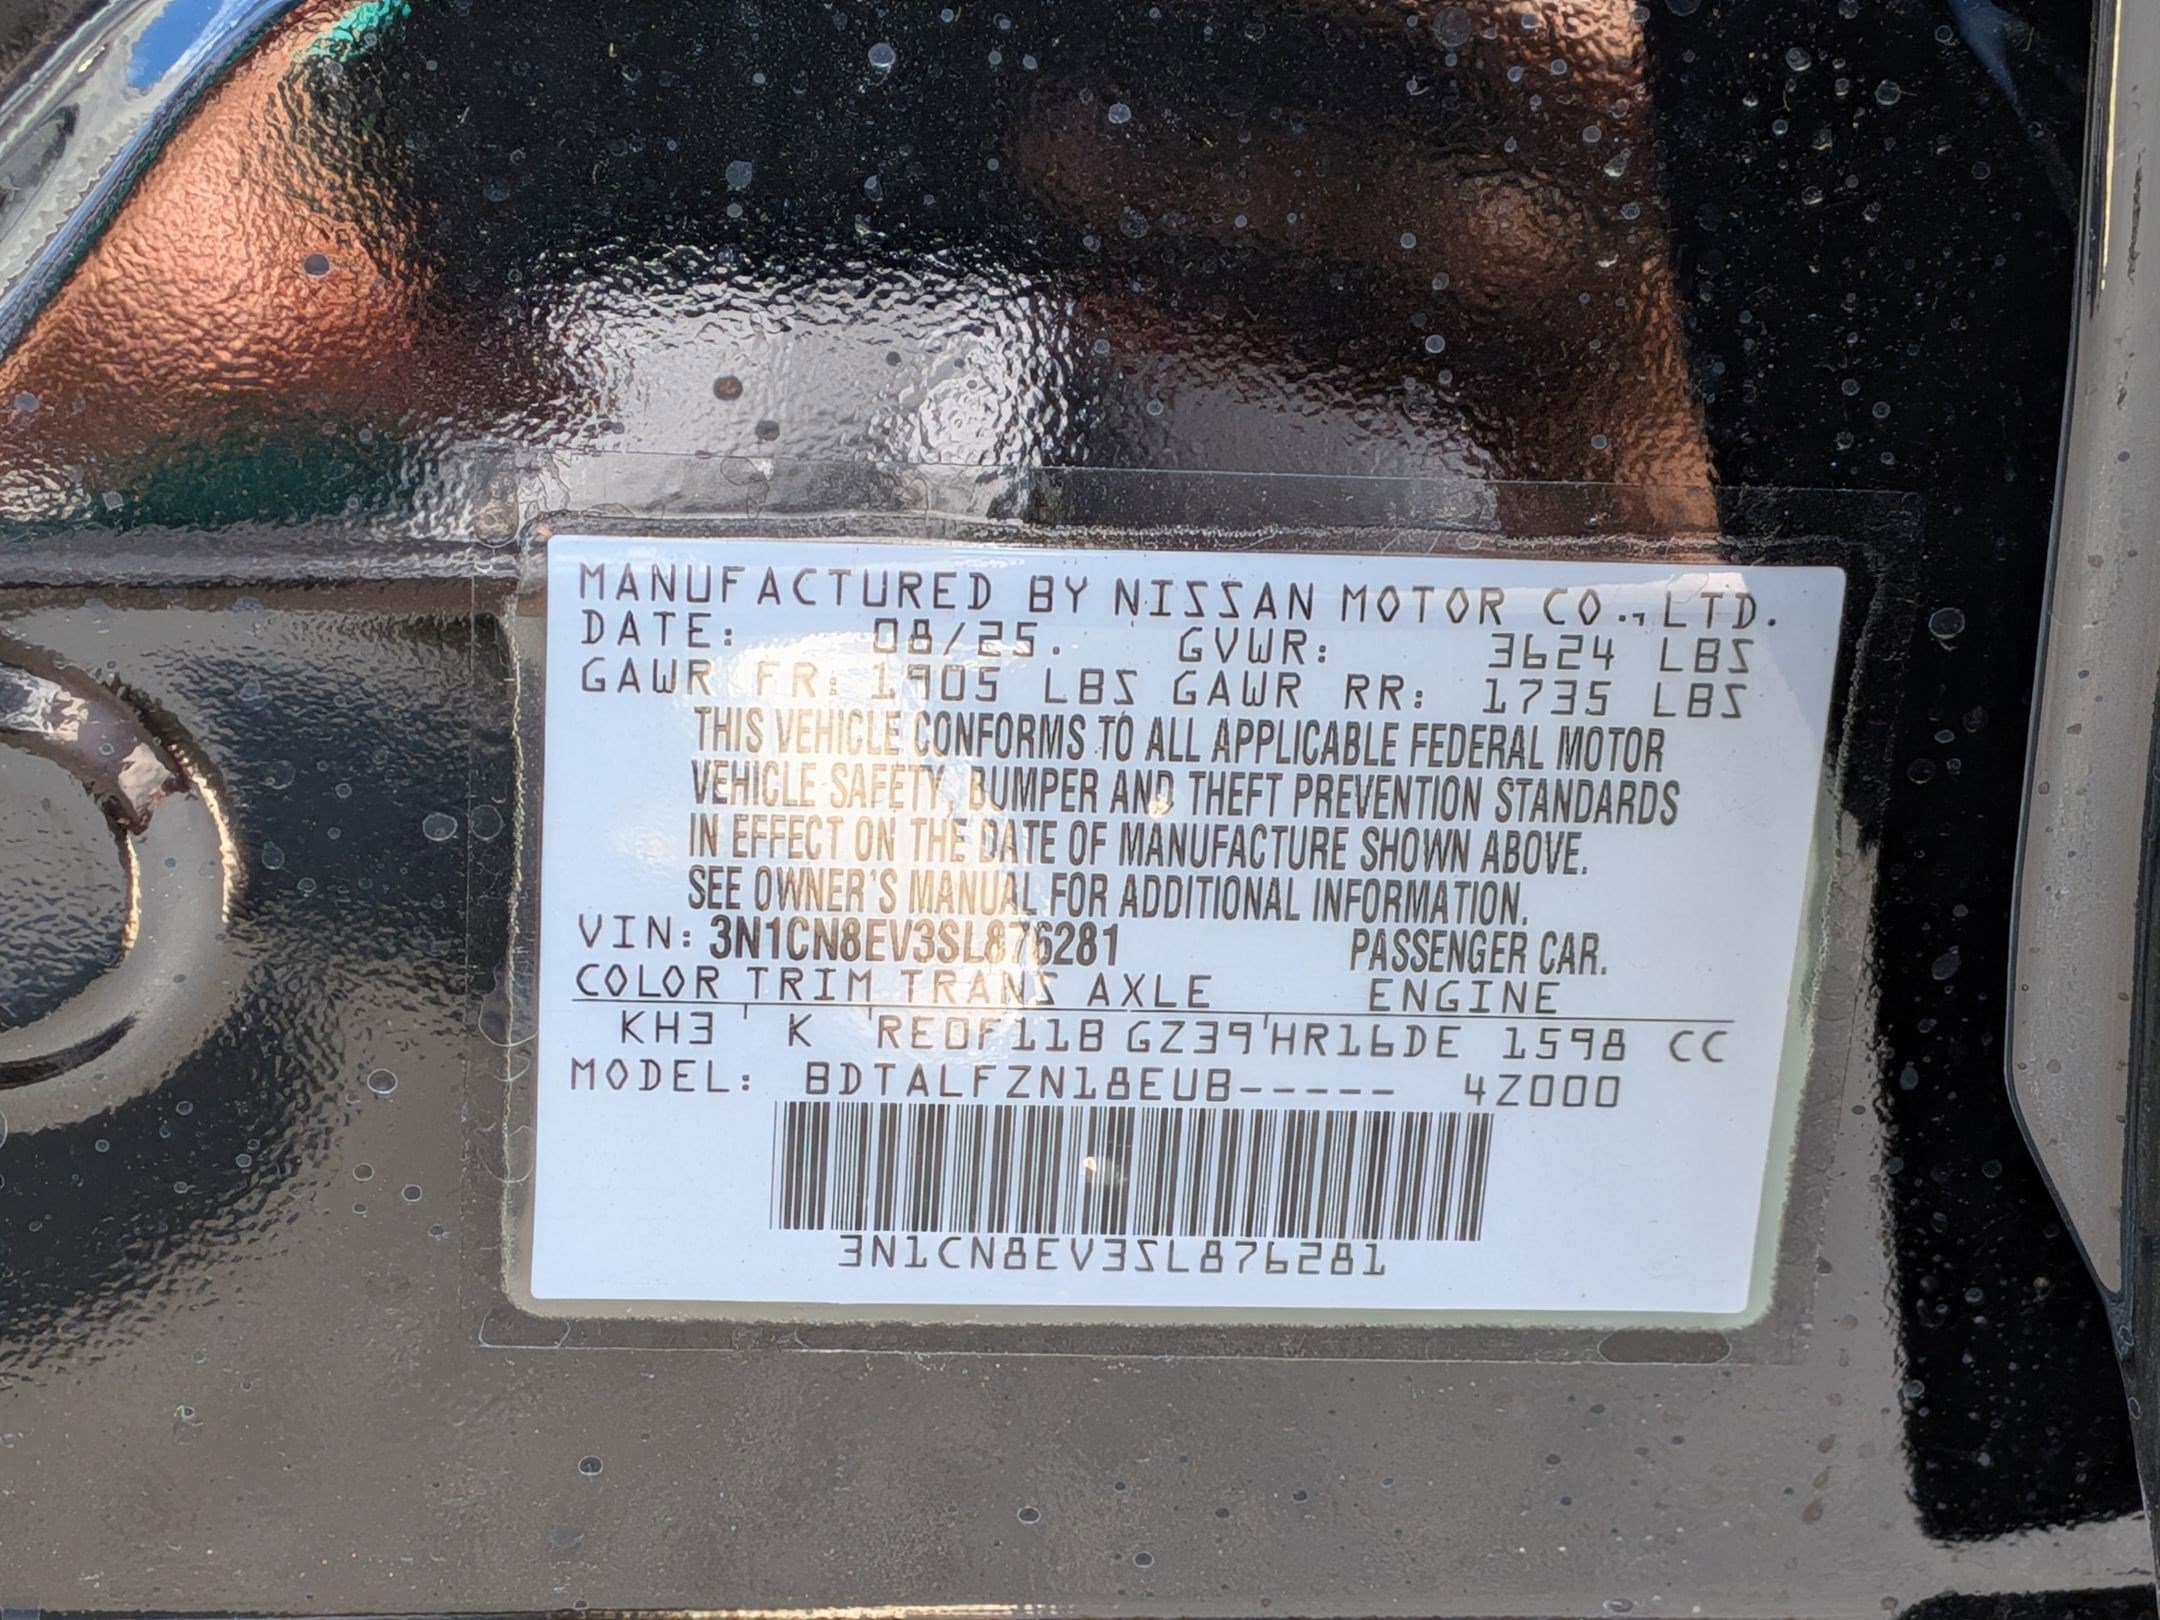 MANUFACTURED BY NISSAN MOTOR CO.,LTD.
DATE: 08/25. GVWR: 3624 LBS
GAWR FR: 1905 LBS GAWR RR: 1735 LBS
THIS VEHICLE CONFORMS TO ALL APPLICABLE FEDERAL MOTOR
VEHICLE SAFETY, BUMPER AND THEFT PREVENTION STANDARDS
IN EFFECT ON THE DATE OF MANUFACTURE SHOWN ABOVE.
SEE OWNER'S MANUAL FOR ADDITIONAL INFORMATION.
VIN: 3N1CN8EV3SL876281 PASSENGER CAR.
COLOR TRIM TRANS AXLE ENGINE
KH3 ' K 'RE0F11B GZ39'HR16DE 1598 CC
MODEL: BDTALFZN18EUB----- 4Z000
3N1CN8EV3SL876281